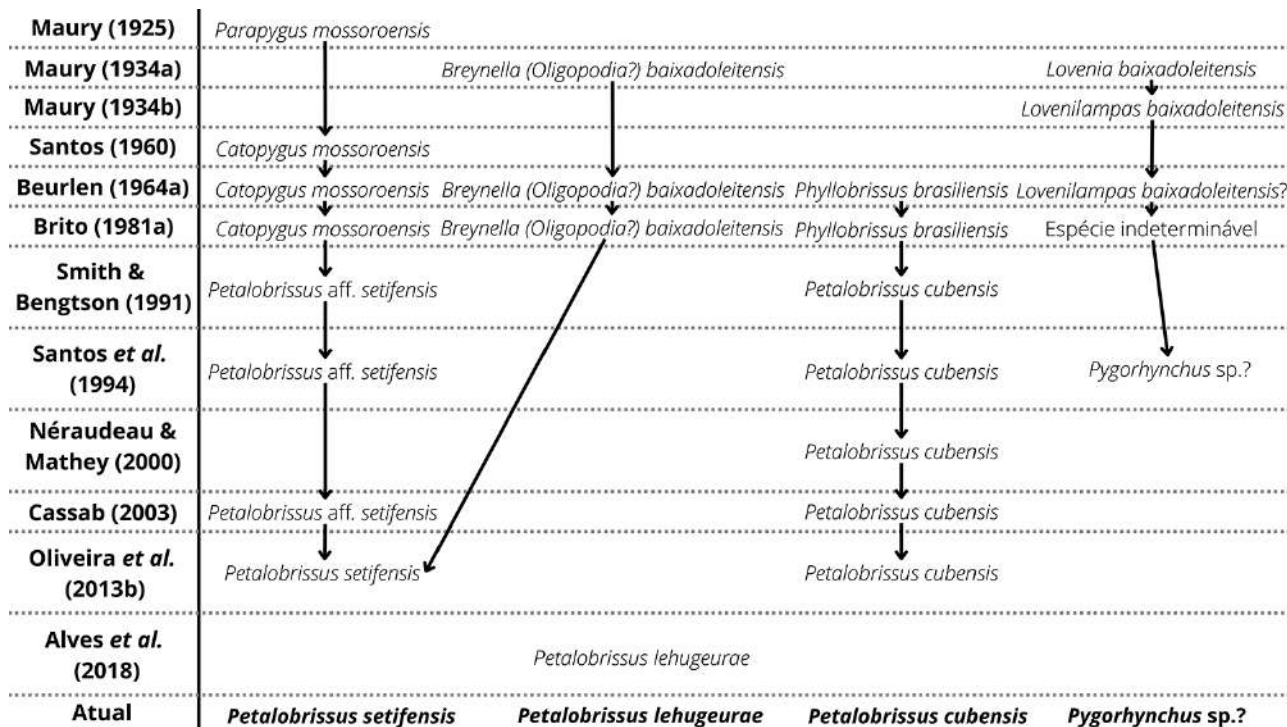 Maury (1925) Parapygus mossoroensis
Maury (1934a) Breynella (Oligopodia?) baixadoleitensis Lovenia baixadoleitensis
Maury (1934b) Lovenilampas baixadoleitensis
Santos (1960) Catopygus mossoroensis
Beurlen (1964a) Catopygus mossoroensis Breynella (Oligopodia?) baixadoleitensis Phyllobrissus brasiliensis Lovenilampas baixadoleitensis?
Brito (1981a) Catopygus mossoroensis Breynella (Oligopodia?) baixadoleitensis Phyllobrissus brasiliensis Espécie indeterminável
Smith &
Bengtson (1991) Petalobrissus aff. setifensis Petalobrissus cubensis
Santos et al.
(1994) Petalobrissus aff. setifensis Petalobrissus cubensis Pygorhynchus sp.?
Néraudeau &
Mathey (2000) Petalobrissus cubensis
Cassab (2003) Petalobrissus aff. setifensis Petalobrissus cubensis
Oliveira et al.
(2013b) Petalobrissus setifensis Petalobrissus cubensis
Alves et al.
(2018) Petalobrissus lehugeurae
Atual Petalobrissus setifensis Petalobrissus lehugeurae Petalobrissus cubensis Pygorhynchus sp.?